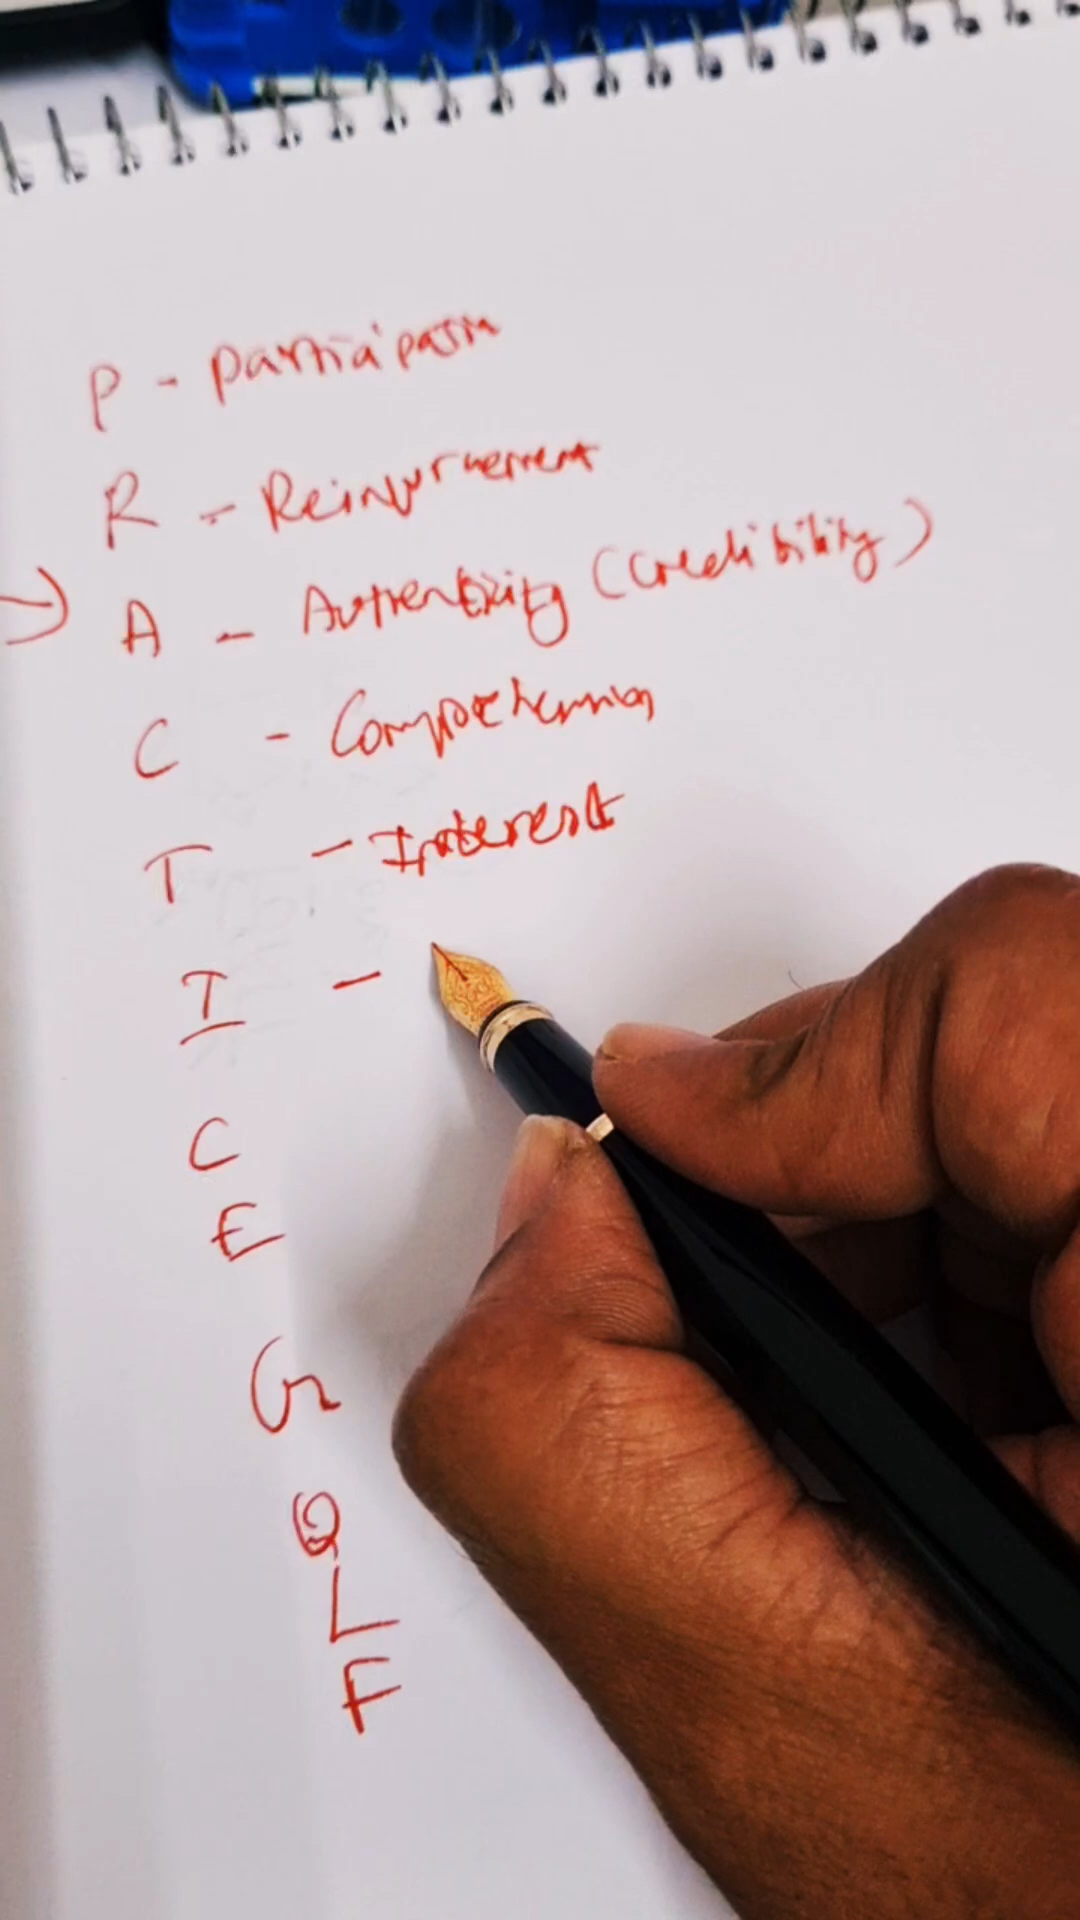 P - Participation
R - Reinforcement
A - Authenticity (Credibility)
C - Comprehension
T - Interest
I -
C
E
G
Q
L
F